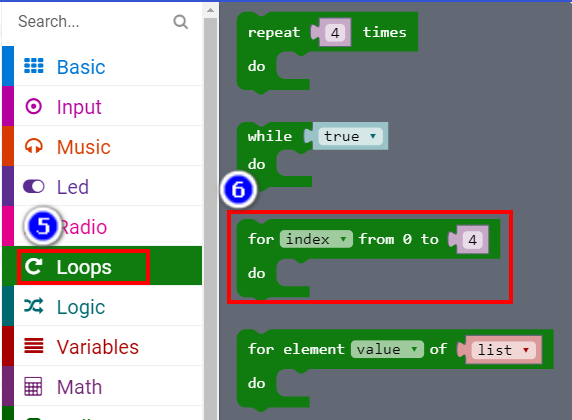 Search...
Basic
Input
Music
Led
5
Radio
Loops
Logic
Variables
Math
repeat 4 times
do
while true
do
6
for index from 0 to 4
do
for element value of list
do